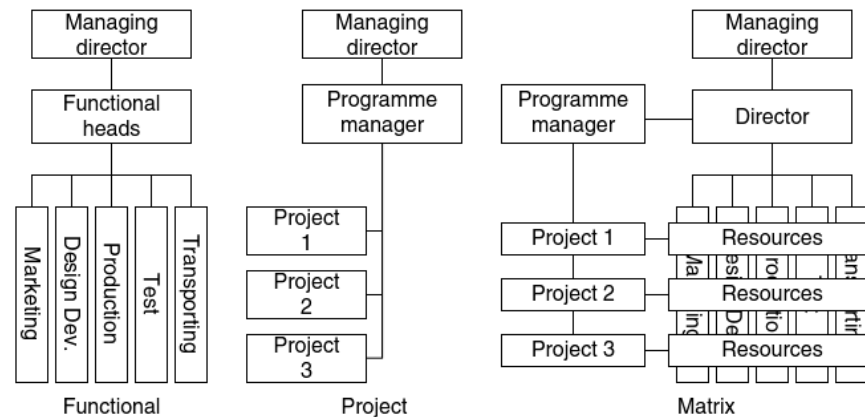 Managing
director
Functional
heads
Marketing
Design Dev.
Production
Test
Transporting
Functional
Managing
director
Programme
manager
Project
1
Project
2
Project
3
Project
Managing
director
Programme
manager
Director
Project 1
Resources
Project 2
Resources
Project 3
Resources
Matrix